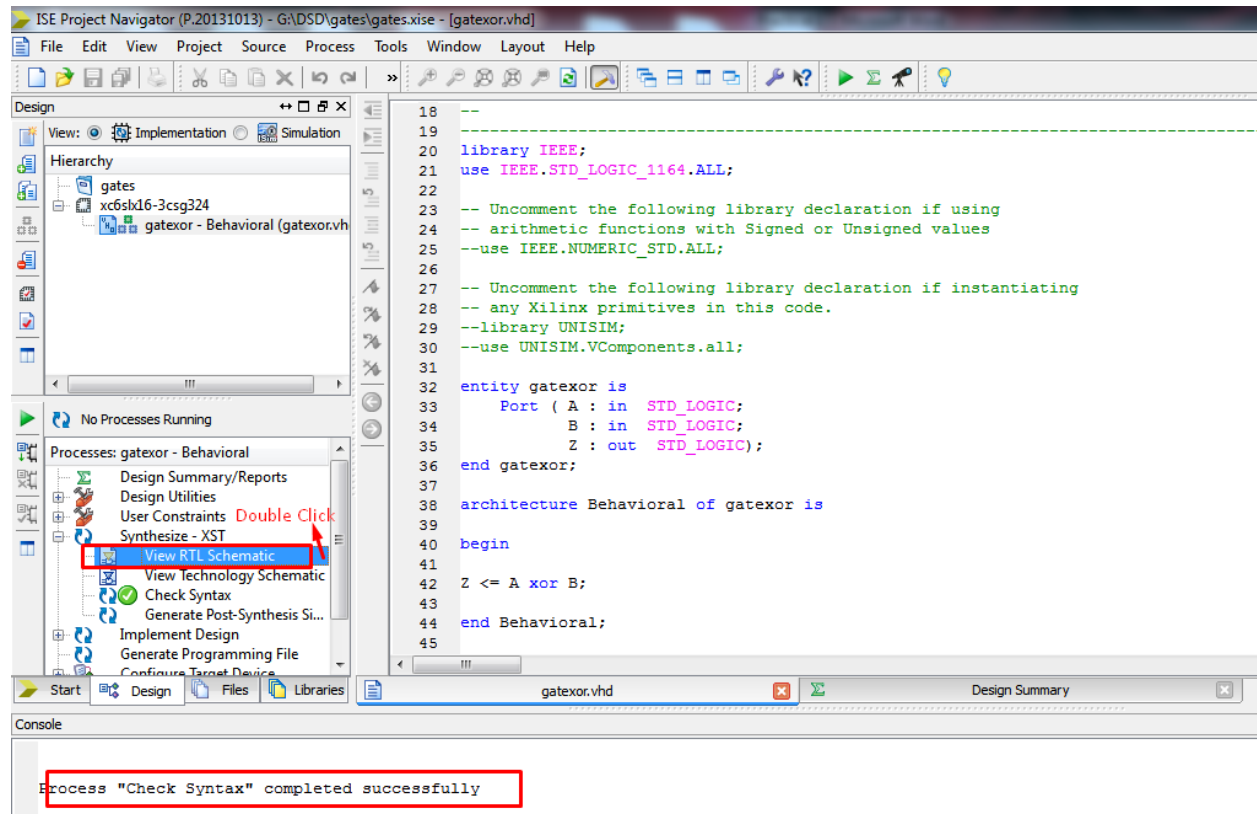 ISE Project Navigator (P.20131013) - G:\DSD\gates\gates.xise - [gatexor.vhd]
File Edit View Project Source Process Tools Window Layout Help
Design
View: Implementation Simulation
Hierarchy
gates
xc6slx16-3csg324
gatexor - Behavioral (gatexor.vh
No Processes Running
Processes: gatexor - Behavioral
Design Summary/Reports
Design Utilities
User Constraints Double Click
Synthesize - XST
View RTL Schematic
View Technology Schematic
Check Syntax
Generate Post-Synthesis Si...
Implement Design
Generate Programming File
Configure Target Device
Start Design Files Libraries
18 --
19 --------------------------------------------------------------------------------
20 library IEEE;
21 use IEEE.STD_LOGIC_1164.ALL;
22
23 -- Uncomment the following library declaration if using
24 -- arithmetic functions with Signed or Unsigned values
25 --use IEEE.NUMERIC_STD.ALL;
26
27 -- Uncomment the following library declaration if instantiating
28 -- any Xilinx primitives in this code.
29 --library UNISIM;
30 --use UNISIM.VComponents.all;
31
32 entity gatexor is
33 Port ( A : in STD_LOGIC;
34 B : in STD_LOGIC;
35 Z : out STD_LOGIC);
36 end gatexor;
37
38 architecture Behavioral of gatexor is
39
40 begin
41
42 Z <= A xor B;
43
44 end Behavioral;
45
gatexor.vhd Design Summary
Console
Process "Check Syntax" completed successfully